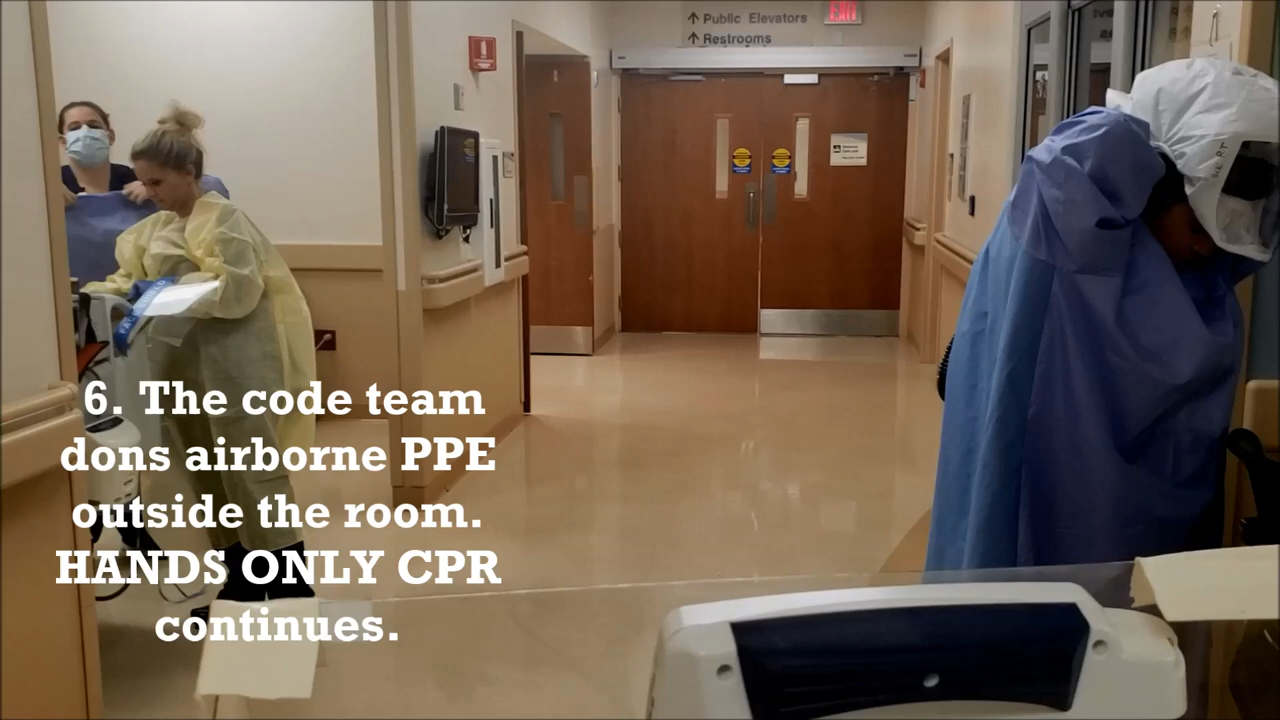 Public Elevators
EXIT
Restrooms
6. The code team
dons airborne PPE
outside the room.
HANDS ONLY CPR
continues.